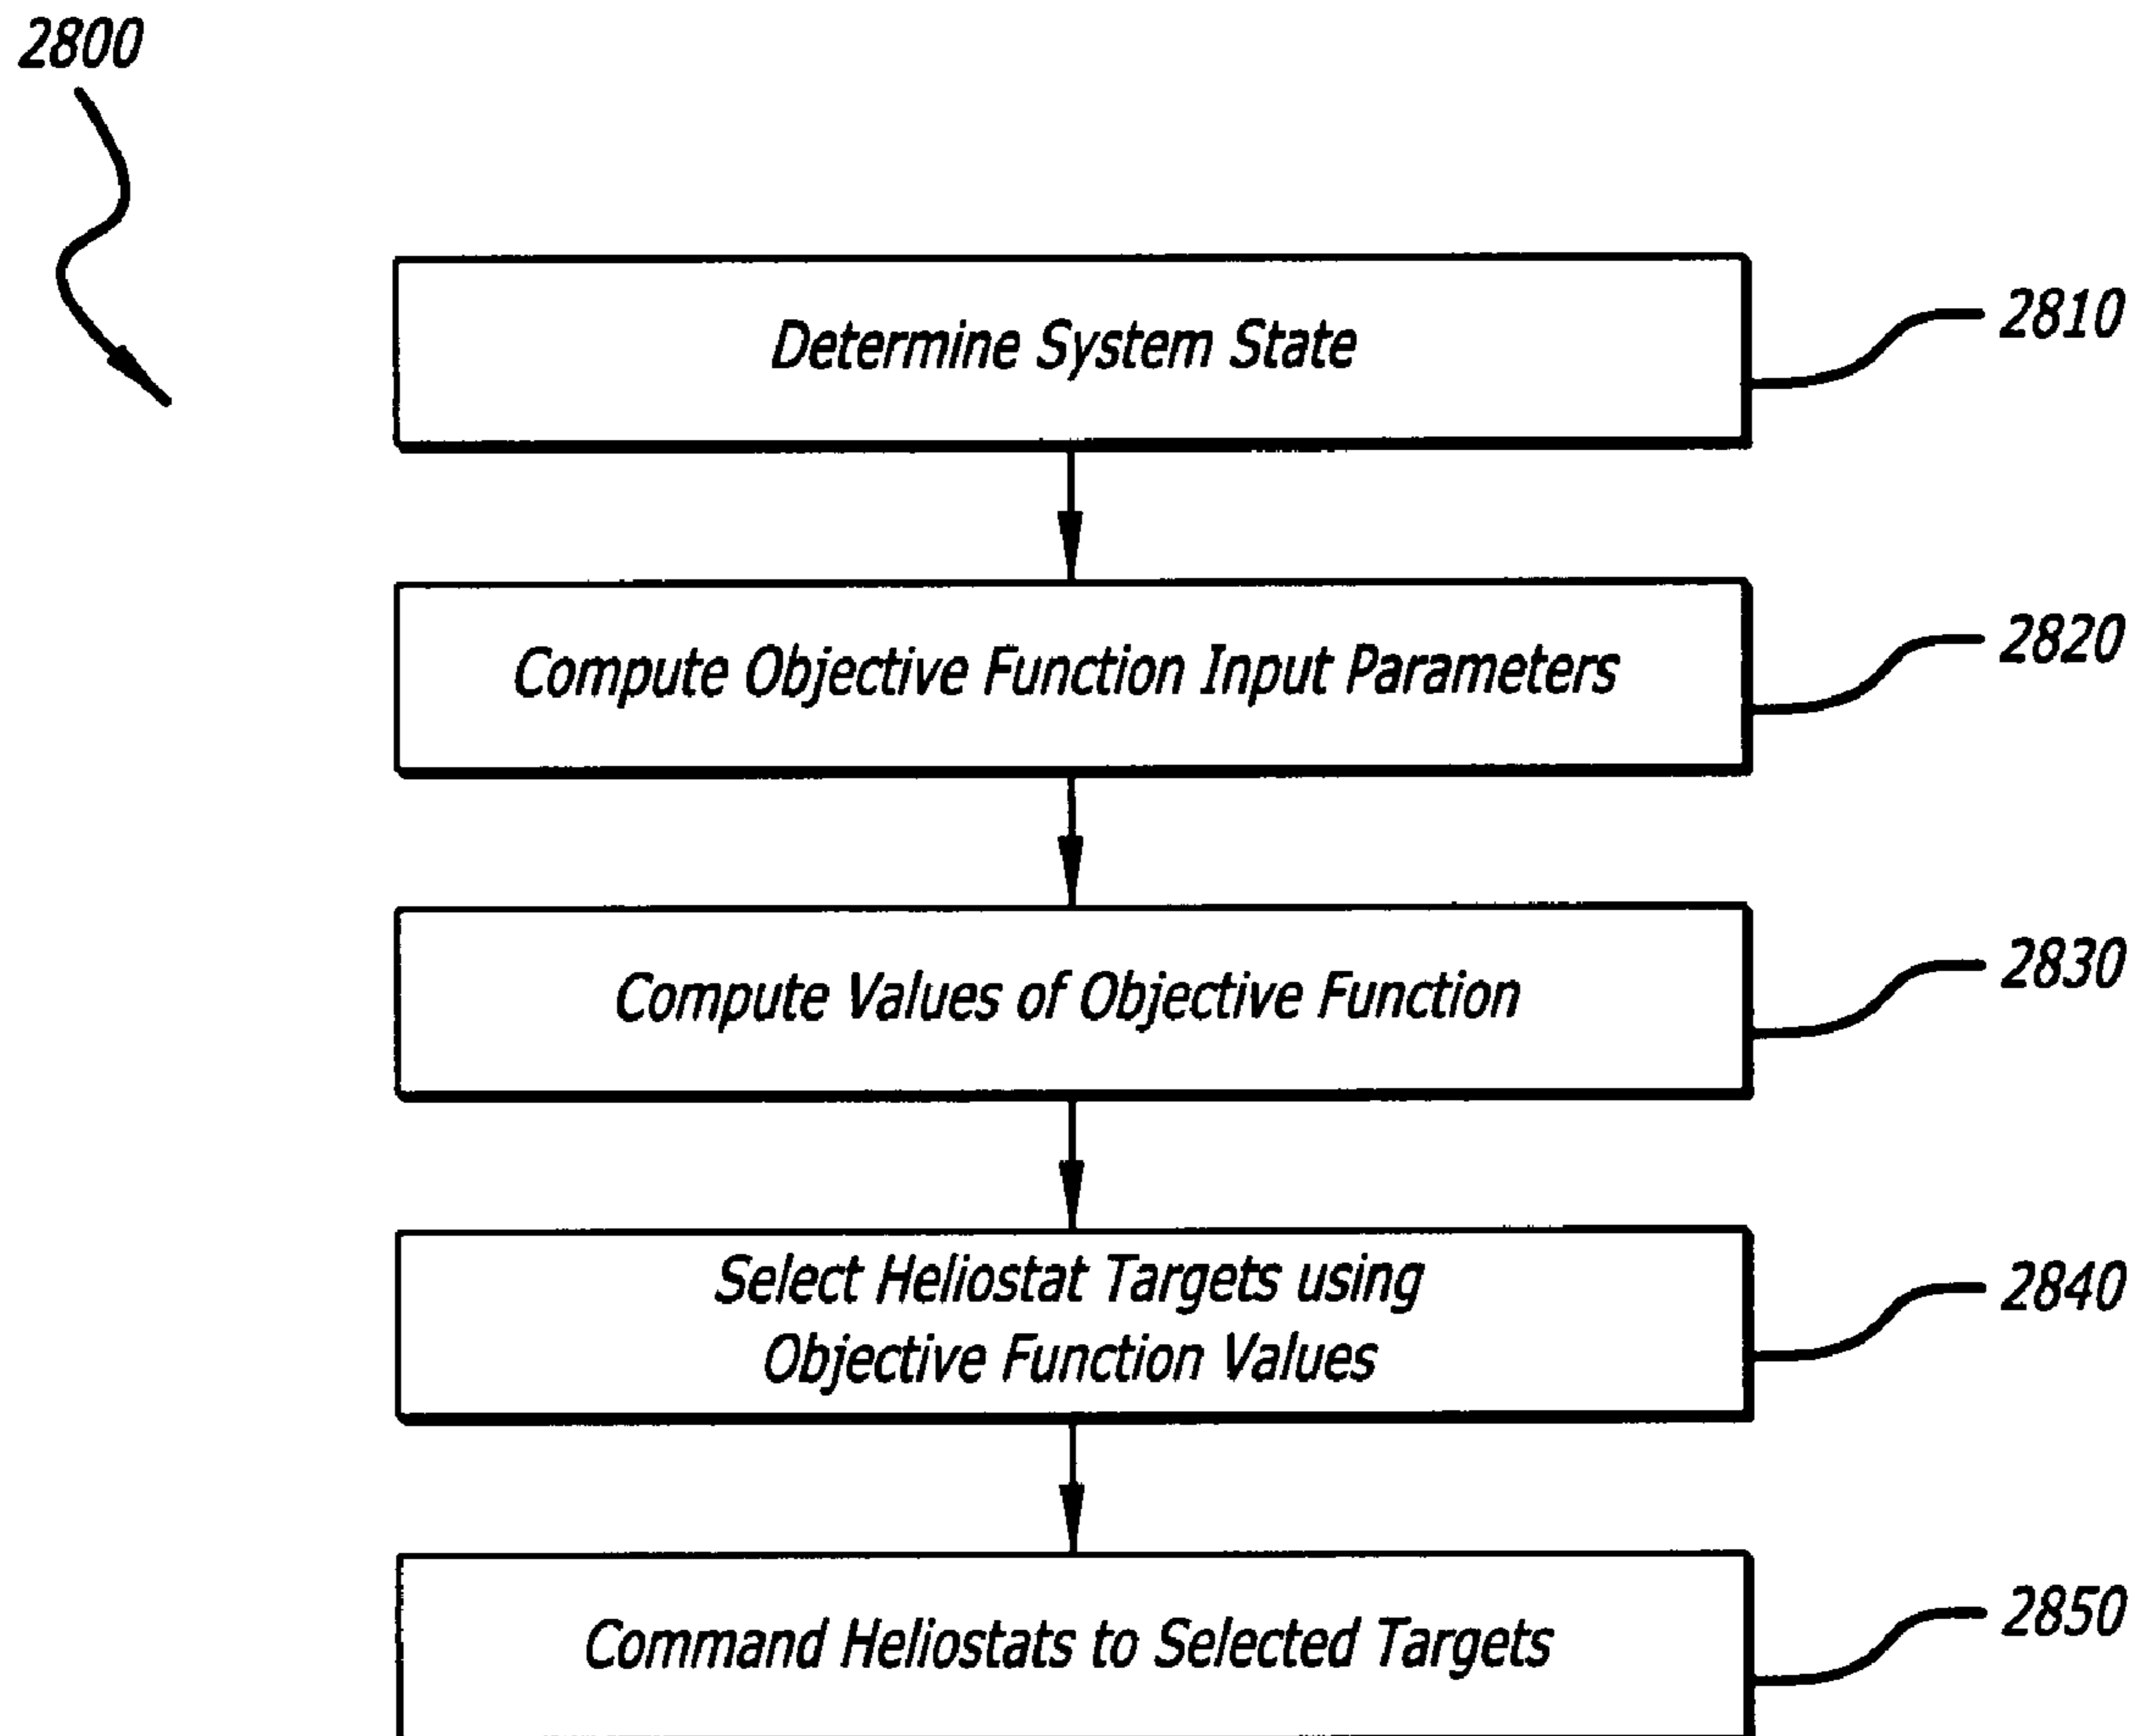 2800
Determine System State
2810
Compute Objective Function Input Parameters
2820
Compute Values of Objective Function
2830
Select Heliostat Targets using
Objective Function Values
2840
Command Heliostats to Selected Targets
2850